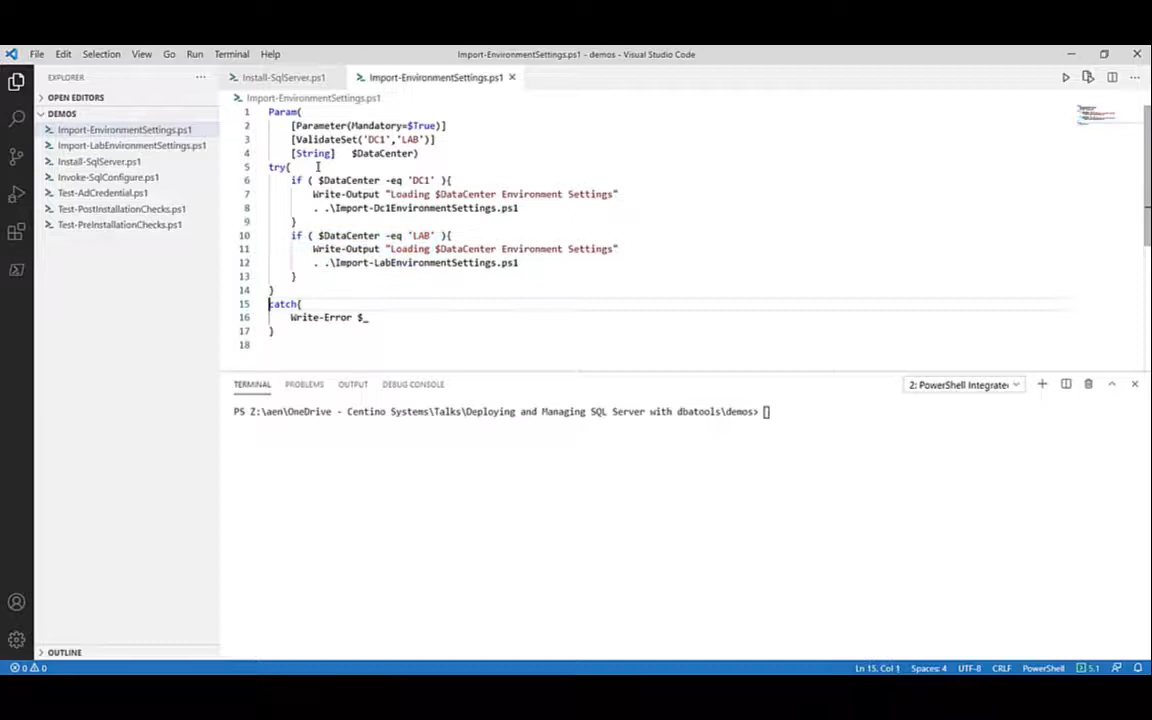 File Edit Selection View Go Run Terminal Help
Import-EnvironmentSettings.ps1 - demos - Visual Studio Code
EXPLORER
OPEN EDITORS
DEMOS
Import-EnvironmentSettings.ps1
Import-LabEnvironmentSettings.ps1
Install-SqlServer.ps1
Invoke-SqlConfigure.ps1
Test-AdCredential.ps1
Test-PostInstallationChecks.ps1
Test-PreInstallationChecks.ps1
OUTLINE
Install-SqlServer.ps1
Import-EnvironmentSettings.ps1
Import-EnvironmentSettings.ps1
1 Param(
2 [Parameter(Mandatory=$True)]
3 [ValidateSet('DC1','LAB')]
4 [String] $DataCenter)
5 try{
6 if ( $DataCenter -eq 'DC1' ){
7 Write-Output "Loading $DataCenter Environment Settings"
8 . .\Import-Dc1EnvironmentSettings.ps1
9 }
10 if ( $DataCenter -eq 'LAB' ){
11 Write-Output "Loading $DataCenter Environment Settings"
12 . .\Import-LabEnvironmentSettings.ps1
13 }
14 }
15 catch{
16 Write-Error $_
17 }
18
TERMINAL PROBLEMS OUTPUT DEBUG CONSOLE
2: PowerShell Integrate
PS Z:\aen\OneDrive - Centino Systems\Talks\Deploying and Managing SQL Server with dbatools\demos>
0 0
Ln 15, Col 1 Spaces: 4 UTF-8 CRLF PowerShell 5.1